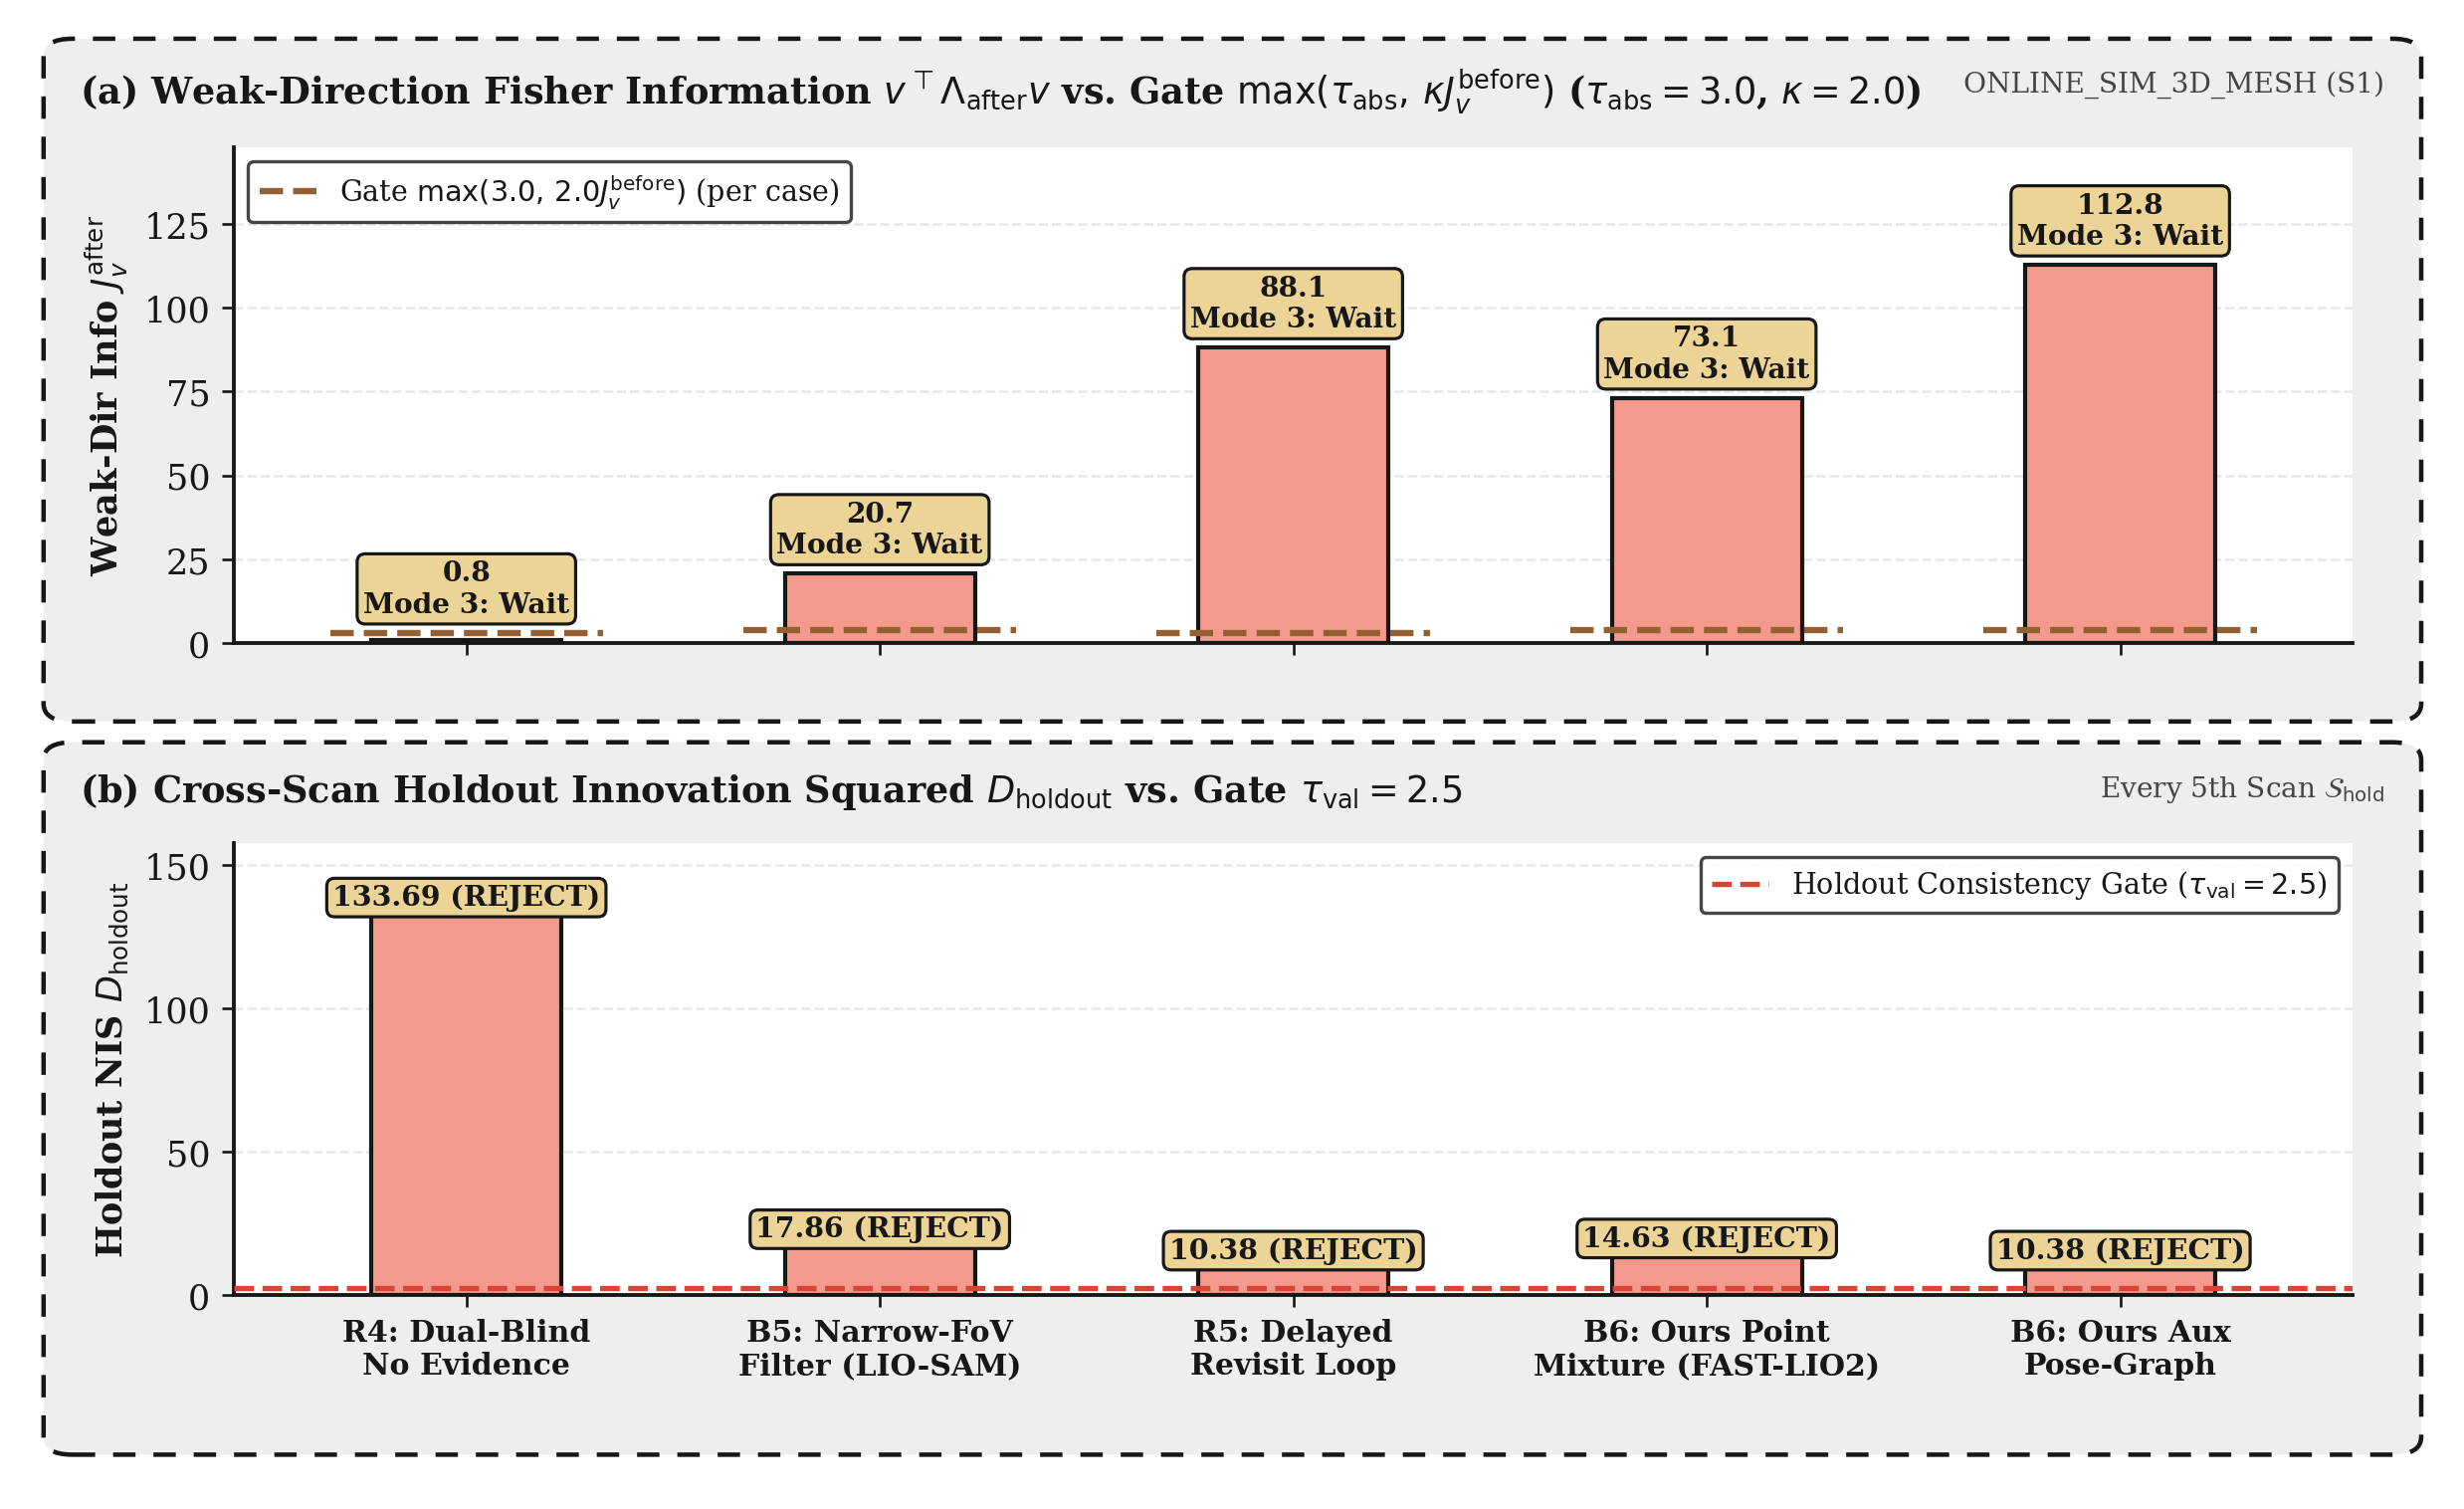 (a) Weak-Direction Fisher Information v⊤Λ_after v vs. Gate max(τ_abs, κJ_v^before) (τ_abs = 3.0, κ = 2.0)
ONLINE_SIM_3D_MESH (S1)
Gate max(3.0, 2.0J_v^before) (per case)
Weak-Dir Info J_v^after
125
100
75
50
25
0
0.8
Mode 3: Wait
20.7
Mode 3: Wait
88.1
Mode 3: Wait
73.1
Mode 3: Wait
112.8
Mode 3: Wait
(b) Cross-Scan Holdout Innovation Squared D_holdout vs. Gate τ_val = 2.5
Every 5th Scan 𝒮_hold
Holdout Consistency Gate (τ_val = 2.5)
Holdout NIS D_holdout
150
100
50
0
133.69 (REJECT)
17.86 (REJECT)
10.38 (REJECT)
14.63 (REJECT)
10.38 (REJECT)
R4: Dual-Blind
No Evidence
B5: Narrow-FoV
Filter (LIO-SAM)
R5: Delayed
Revisit Loop
B6: Ours Point
Mixture (FAST-LIO2)
B6: Ours Aux
Pose-Graph